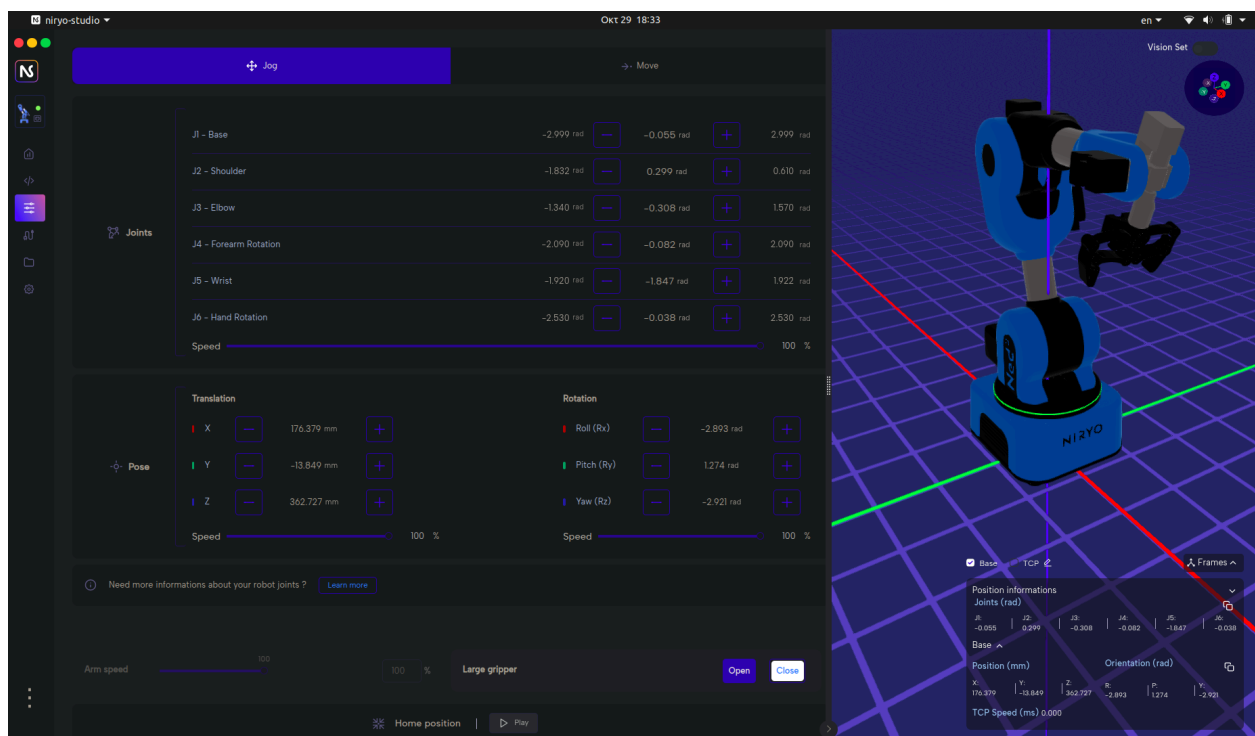 niryo-studio
Окт 29 18:33
en
Jog
Move
Vision Set
Joints
J1 - Base -2.999 rad -0.055 rad 2.999 rad
J2 - Shoulder -1.832 rad 0.299 rad 0.610 rad
J3 - Elbow -1.340 rad -0.308 rad 1.570 rad
J4 - Forearm Rotation -2.090 rad -0.082 rad 2.090 rad
J5 - Wrist -1.920 rad -1.847 rad 1.922 rad
J6 - Hand Rotation -2.530 rad -0.038 rad 2.530 rad
Speed 100 %
Pose
Translation
X 176.379 mm
Y -13.849 mm
Z 362.727 mm
Speed 100 %
Rotation
Roll (Rx) -2.893 rad
Pitch (Ry) 1.274 rad
Yaw (Rz) -2.921 rad
Speed 100 %
Need more informations about your robot joints ? Learn more
Arm speed 100 100 %
Large gripper Open Close
Home position | Play
Ned2
NIRYO
Base TCP Frames
Position informations
Joints (rad)
J1: J2: J3: J4: J5: J6:
-0.055 0.299 -0.308 -0.082 -1.847 -0.038
Base
Position (mm) Orientation (rad)
X: Y: Z: R: P: Y:
176.379 -13.849 362.727 -2.893 1.274 -2.921
TCP Speed (ms) 0.000